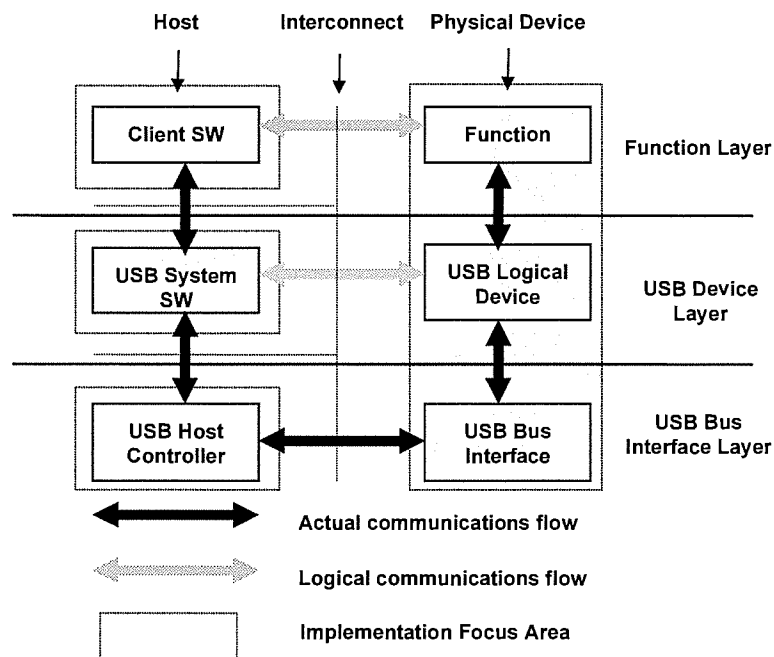 Host
Interconnect
Physical Device
Client SW
Function
Function Layer
USB System
SW
USB Logical
Device
USB Device
Layer
USB Host
Controller
USB Bus
Interface
USB Bus
Interface Layer
Actual communications flow
Logical communications flow
Implementation Focus Area